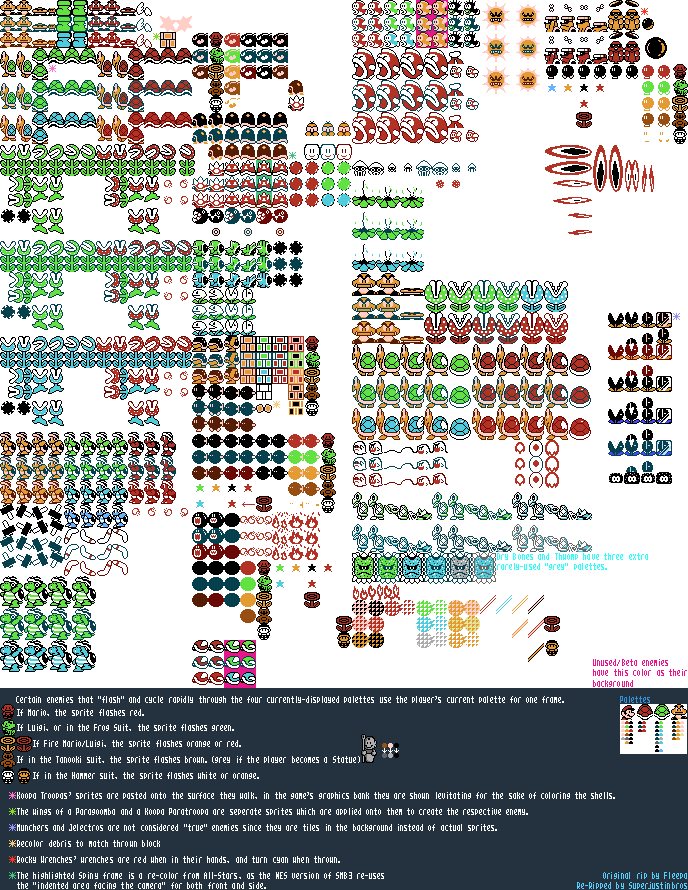 Dry Bones and Thwomp have three extra
rarely-used "grey" palettes.
Unused/Beta enemies
have this color as their
background
Certain enemies that "flash" and cycle rapidly through the four currently-displayed palettes use the player's current palette for one frame.
If Mario, the sprite flashes red.
If Luigi, or in the Frog Suit, the sprite flashes green.
If Fire Mario/Luigi, the sprite flashes orange or red.
If in the Tanooki suit, the sprite flashes brown. (grey if the player becomes a Statue)
If in the Hammer suit, the sprite flashes white or orange.
Palettes
Koopa Troopas' sprites are pasted onto the surface they walk, in the game's graphics bank they are shown levitating for the sake of coloring the shells.
The wings of a Paragoomba and a Koopa Paratroopa are seperate sprites which are applied onto them to create the respective enemy.
Munchers and Jelectros are not considered "true" enemies since they are tiles in the background instead of actual sprites.
Recolor debris to match thrown block
Rocky Wrenches' wrenches are red when in their hands, and turn cyan when thrown.
The highlighted Spiny frame is a re-color from All-Stars, as the NES version of SMB3 re-uses
the "indented area facing the camera" for both front and side.
Original rip by Fleepa
Re-Ripped by Superjustinbros